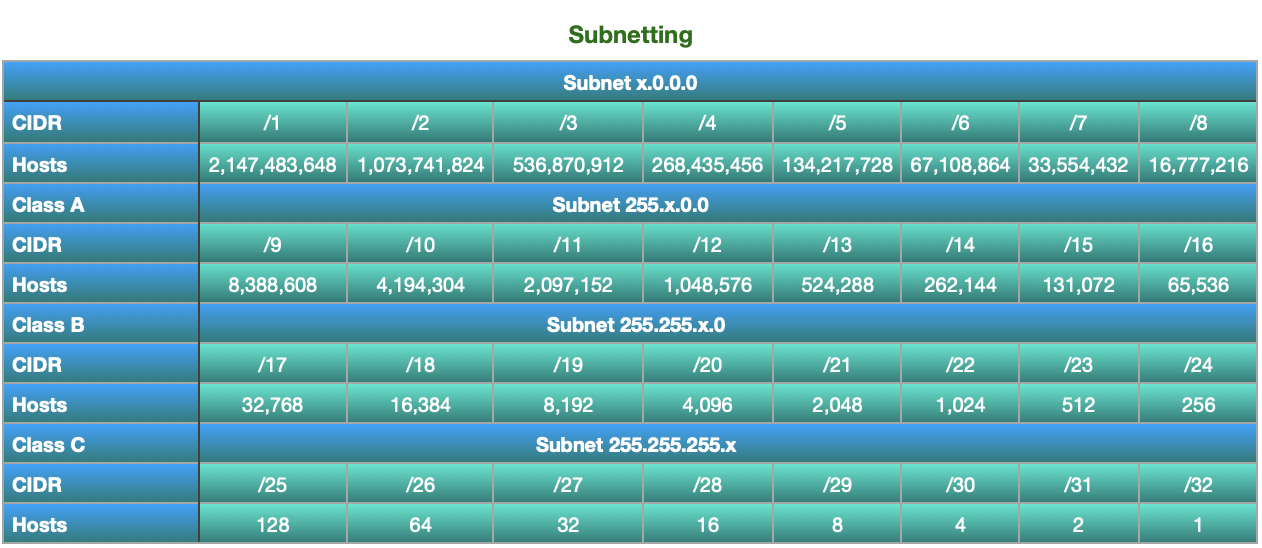 Subnetting
Subnet x.0.0.0
CIDR /1 /2 /3 /4 /5 /6 /7 /8
Hosts 2,147,483,648 1,073,741,824 536,870,912 268,435,456 134,217,728 67,108,864 33,554,432 16,777,216
Class A Subnet 255.x.0.0
CIDR /9 /10 /11 /12 /13 /14 /15 /16
Hosts 8,388,608 4,194,304 2,097,152 1,048,576 524,288 262,144 131,072 65,536
Class B Subnet 255.255.x.0
CIDR /17 /18 /19 /20 /21 /22 /23 /24
Hosts 32,768 16,384 8,192 4,096 2,048 1,024 512 256
Class C Subnet 255.255.255.x
CIDR /25 /26 /27 /28 /29 /30 /31 /32
Hosts 128 64 32 16 8 4 2 1